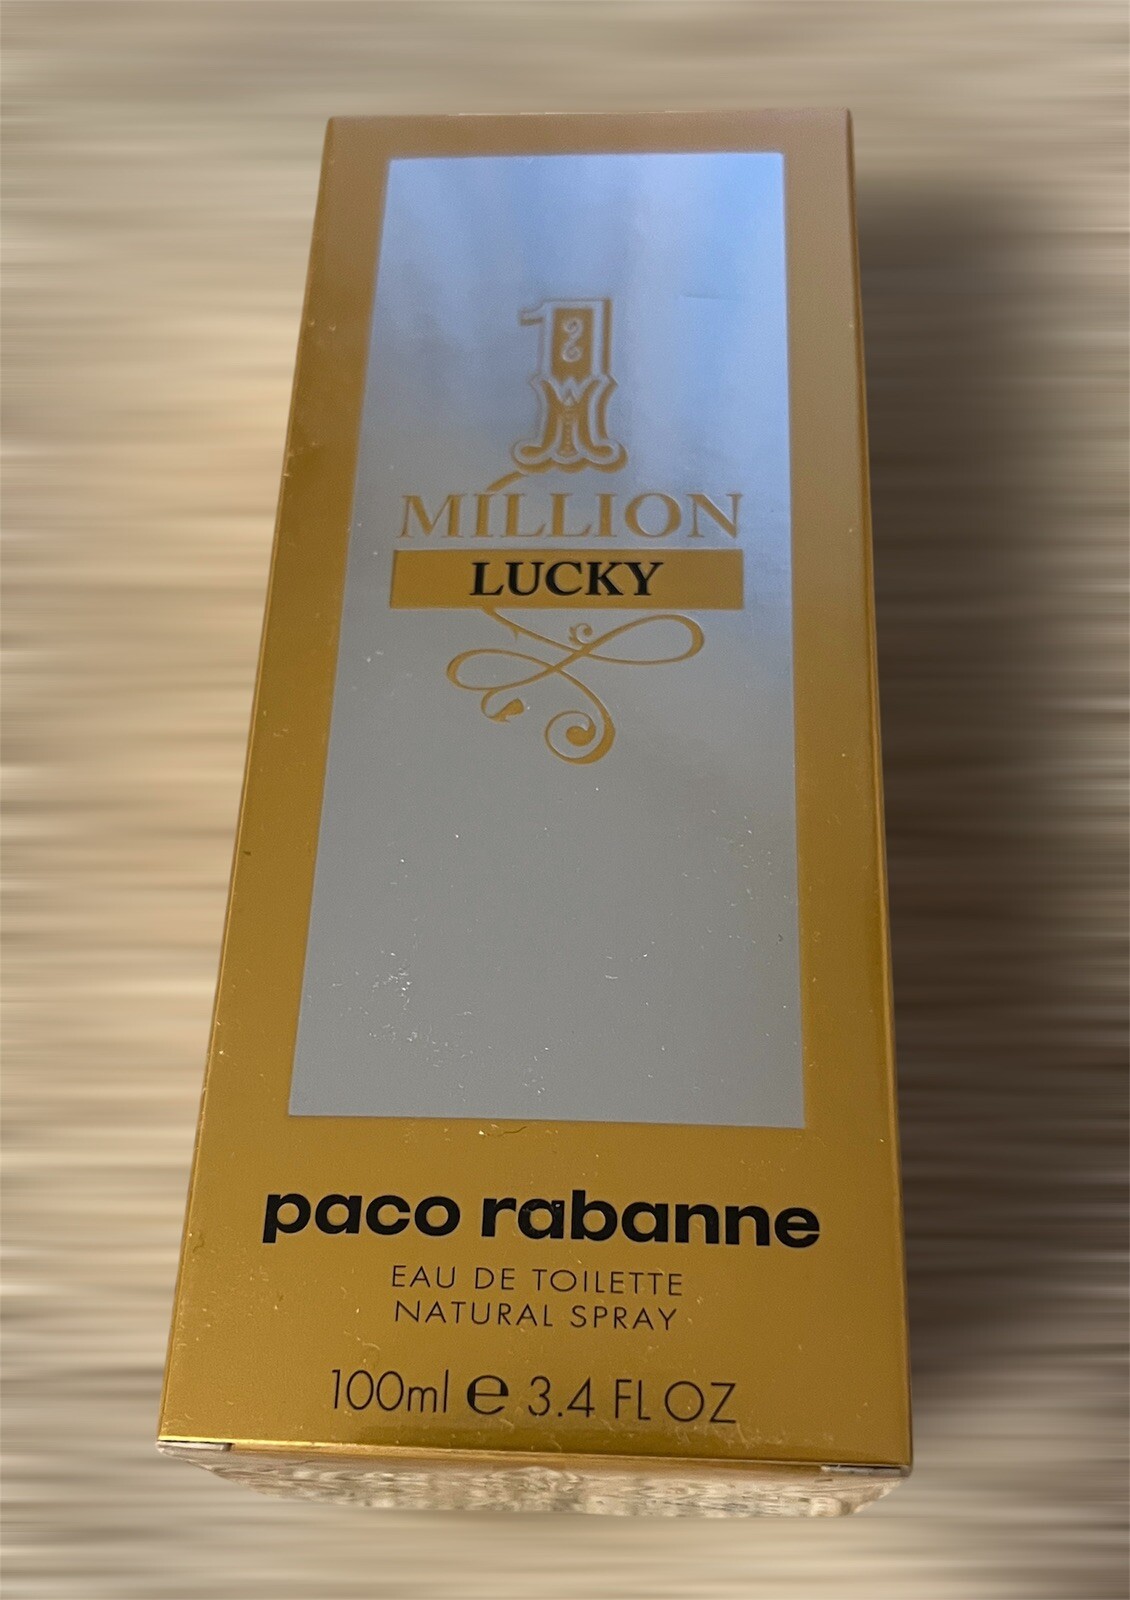 1
MILLION
LUCKY
paco rabanne
EAU DE TOILETTE
NATURAL SPRAY
100ml ℮ 3.4 FL OZ